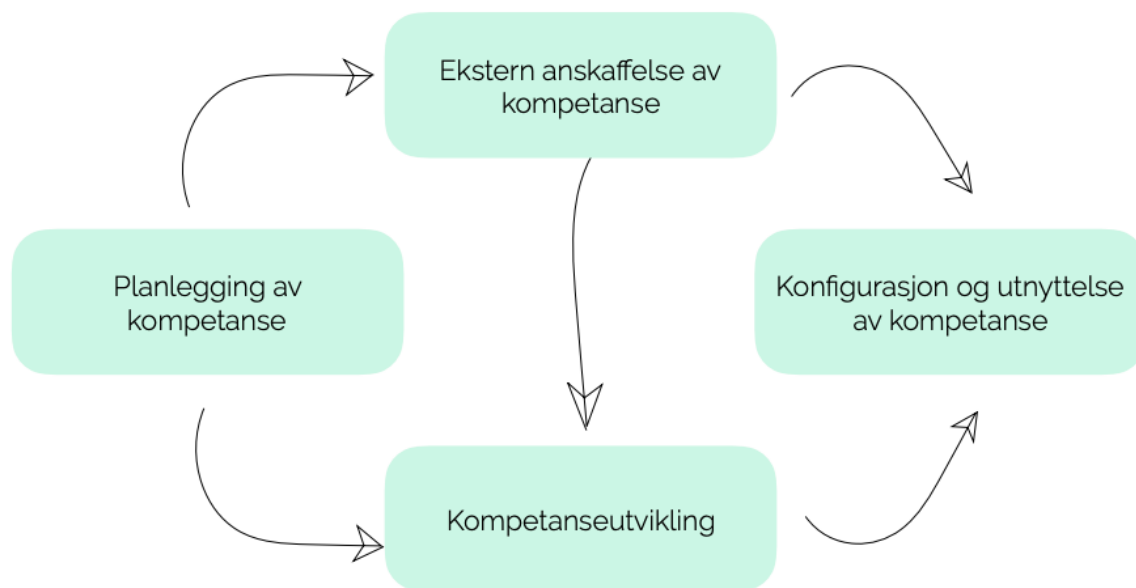 Ekstern anskaffelse av
kompetanse
Planlegging av
kompetanse
Konfigurasjon og utnyttelse
av kompetanse
Kompetanseutvikling